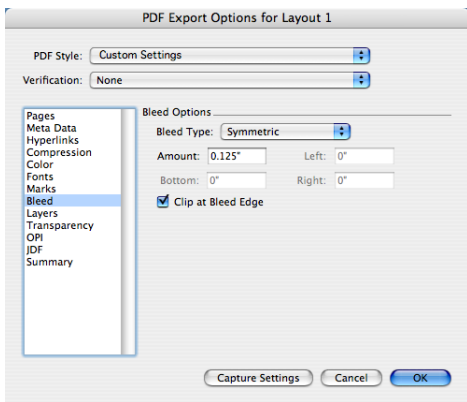 PDF Export Options for Layout 1
PDF Style: Custom Settings
Verification: None
Pages
Meta Data
Hyperlinks
Compression
Color
Fonts
Marks
Bleed
Layers
Transparency
OPI
JDF
Summary
Bleed Options
Bleed Type: Symmetric
Amount: 0.125" Left: 0"
Bottom: 0" Right: 0"
Clip at Bleed Edge
Capture Settings Cancel OK